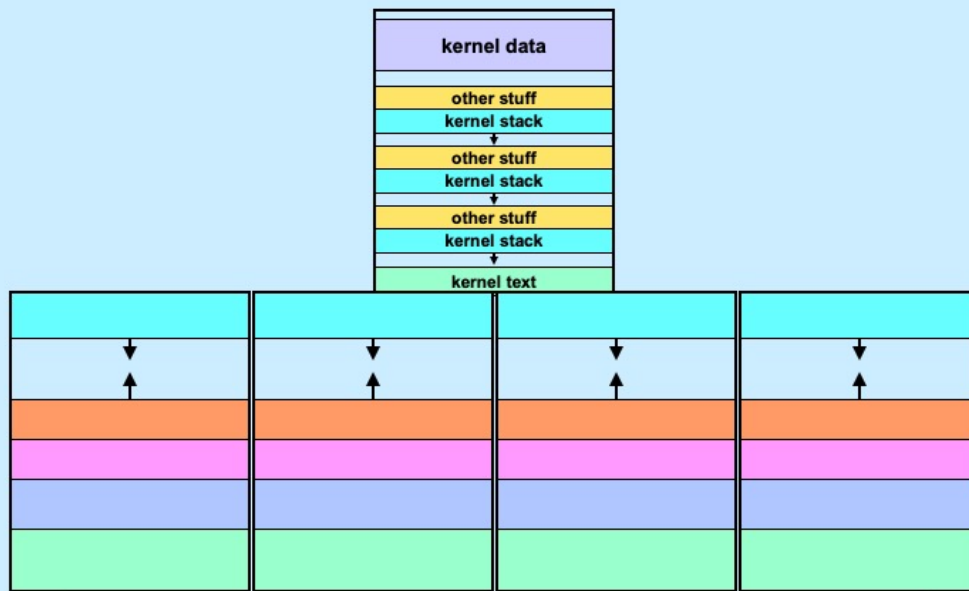 kernel data
other stuff
kernel stack
other stuff
kernel stack
other stuff
kernel stack
kernel text